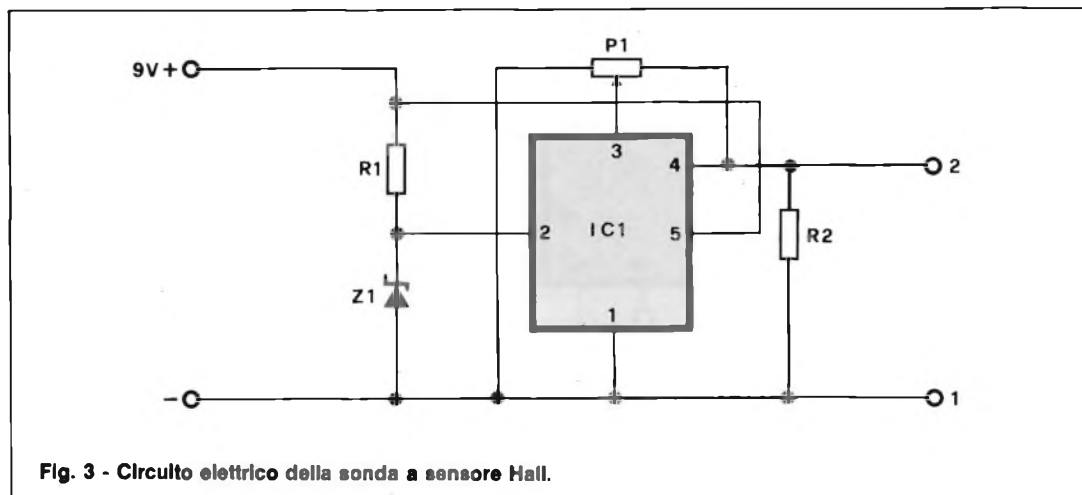 P1
9V+
3
R1
4
2
2
IC1
5
R2
Z1
1
-
1
Fig. 3 - Circuito elettrico della sonda a sensore Hall.